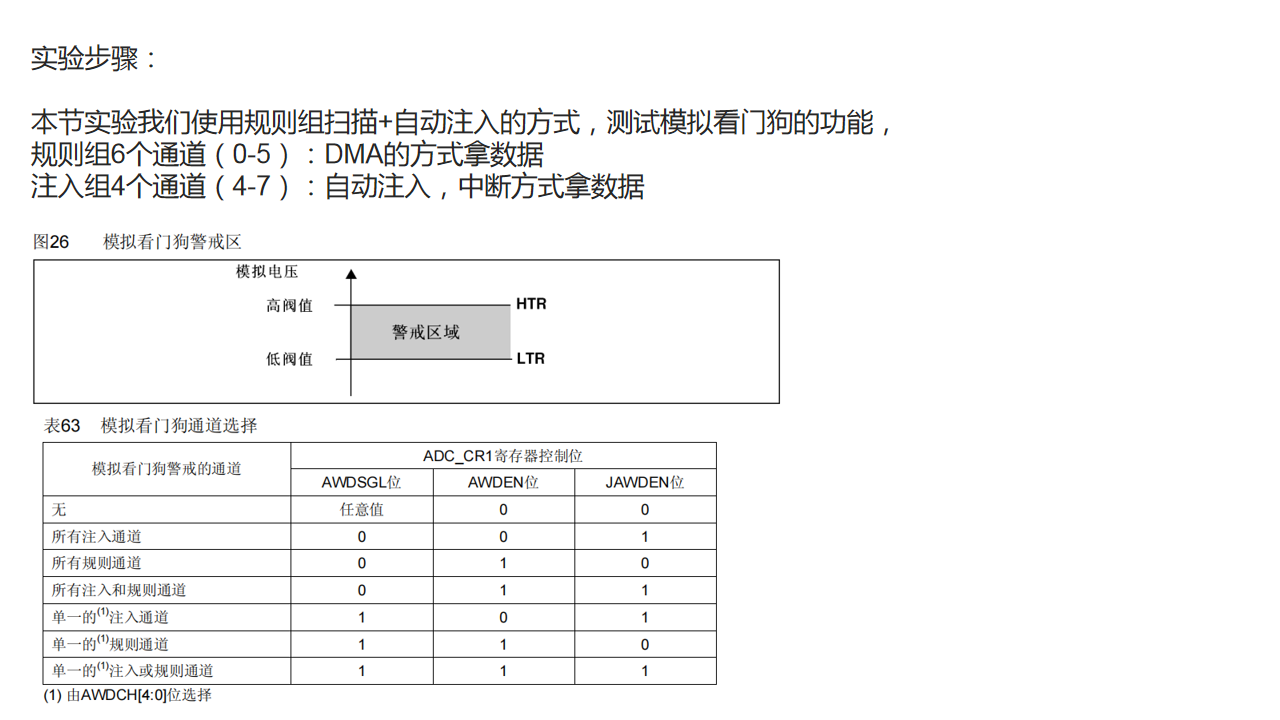 实验步骤：
本节实验我们使用规则组扫描+自动注入的方式，测试模拟看门狗的功能，
规则组6个通道（0-5）：DMA的方式拿数据
注入组4个通道（4-7）：自动注入，中断方式拿数据
图26 模拟看门狗警戒区
模拟电压
高阀值 HTR
警戒区域
低阀值 LTR
表63 模拟看门狗通道选择
模拟看门狗警戒的通道 ADC_CR1寄存器控制位
AWDSGL位 AWDEN位 JAWDEN位
无 任意值 0 0
所有注入通道 0 0 1
所有规则通道 0 1 0
所有注入和规则通道 0 1 1
单一的(1)注入通道 1 0 1
单一的(1)规则通道 1 1 0
单一的(1)注入或规则通道 1 1 1
(1) 由AWDCH[4:0]位选择